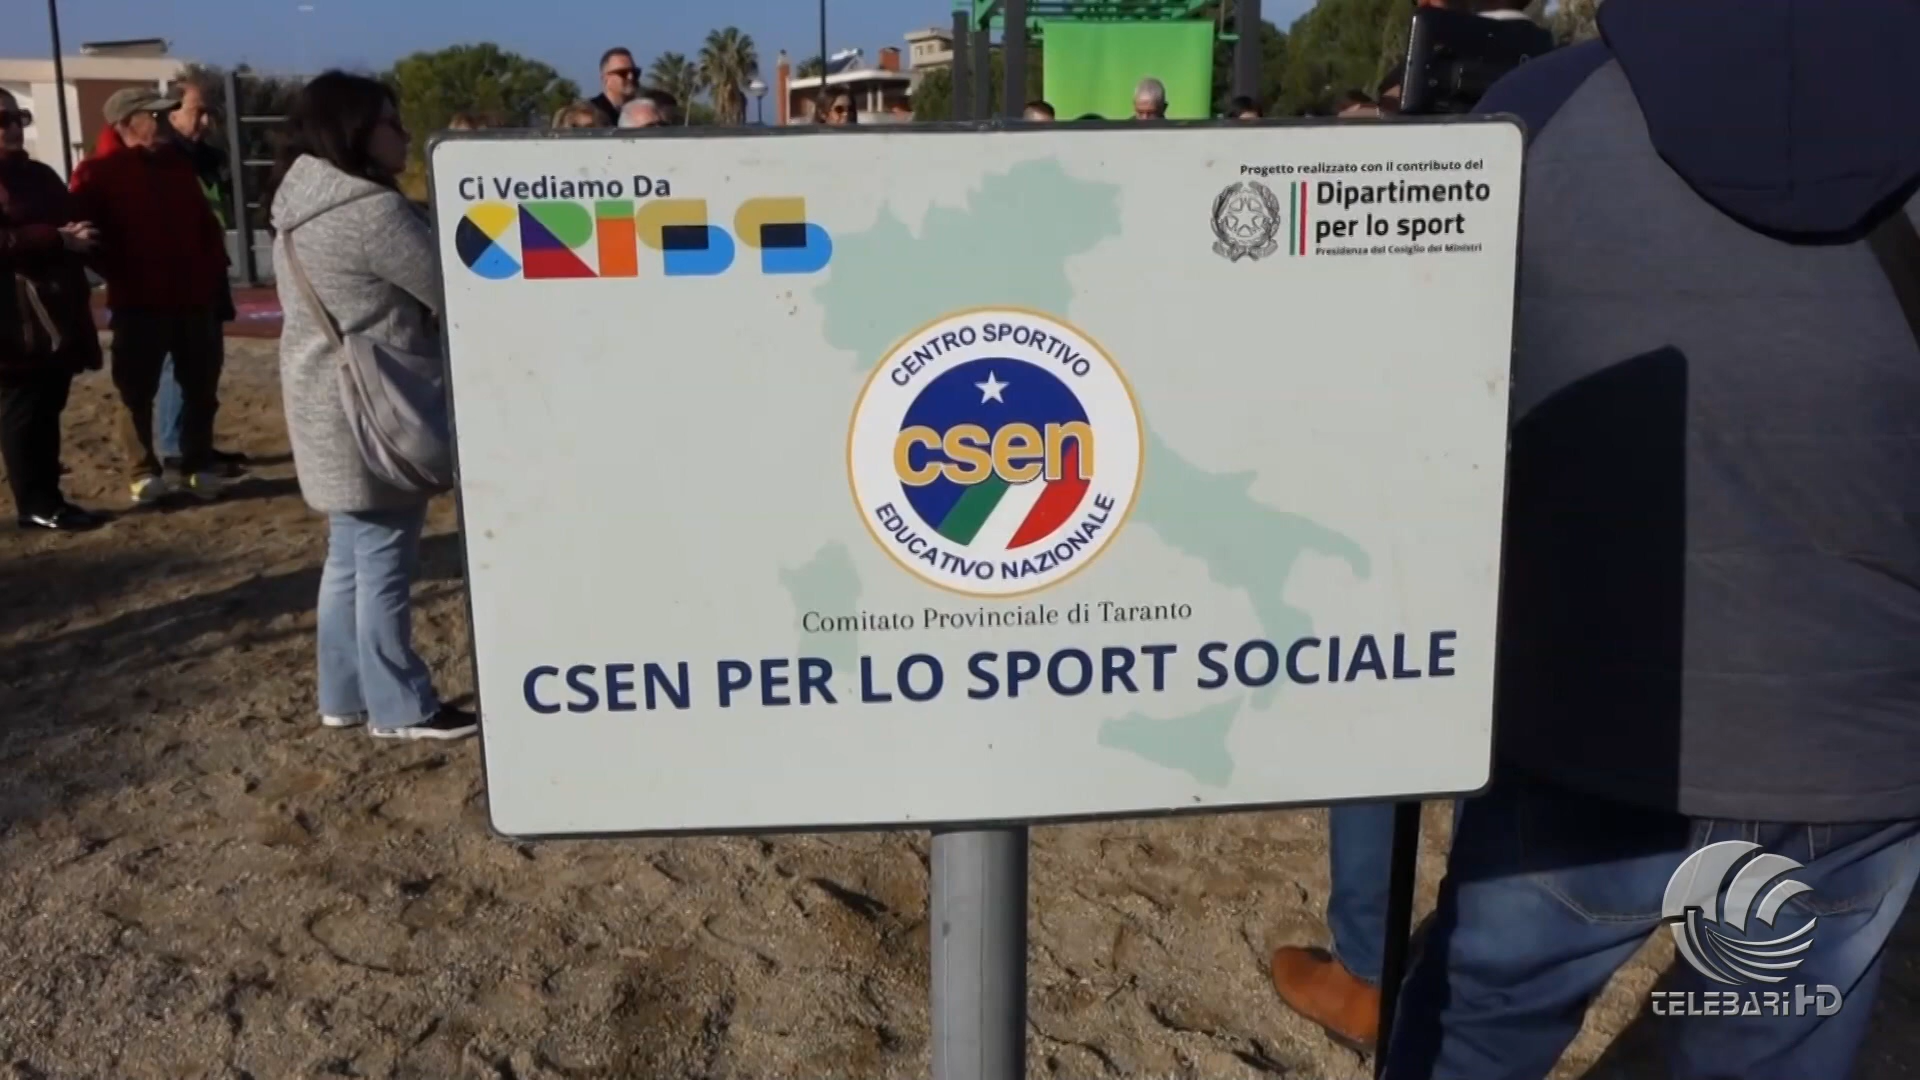 Ci Vediamo Da
CRISS
Progetto realizzato con il contributo del
Dipartimento
per lo sport
Presidenza del Cosiglio dei Ministri
CENTRO SPORTIVO
csen
EDUCATIVO NAZIONALE
Comitato Provinciale di Taranto
CSEN PER LO SPORT SOCIALE
TELEBARI HD